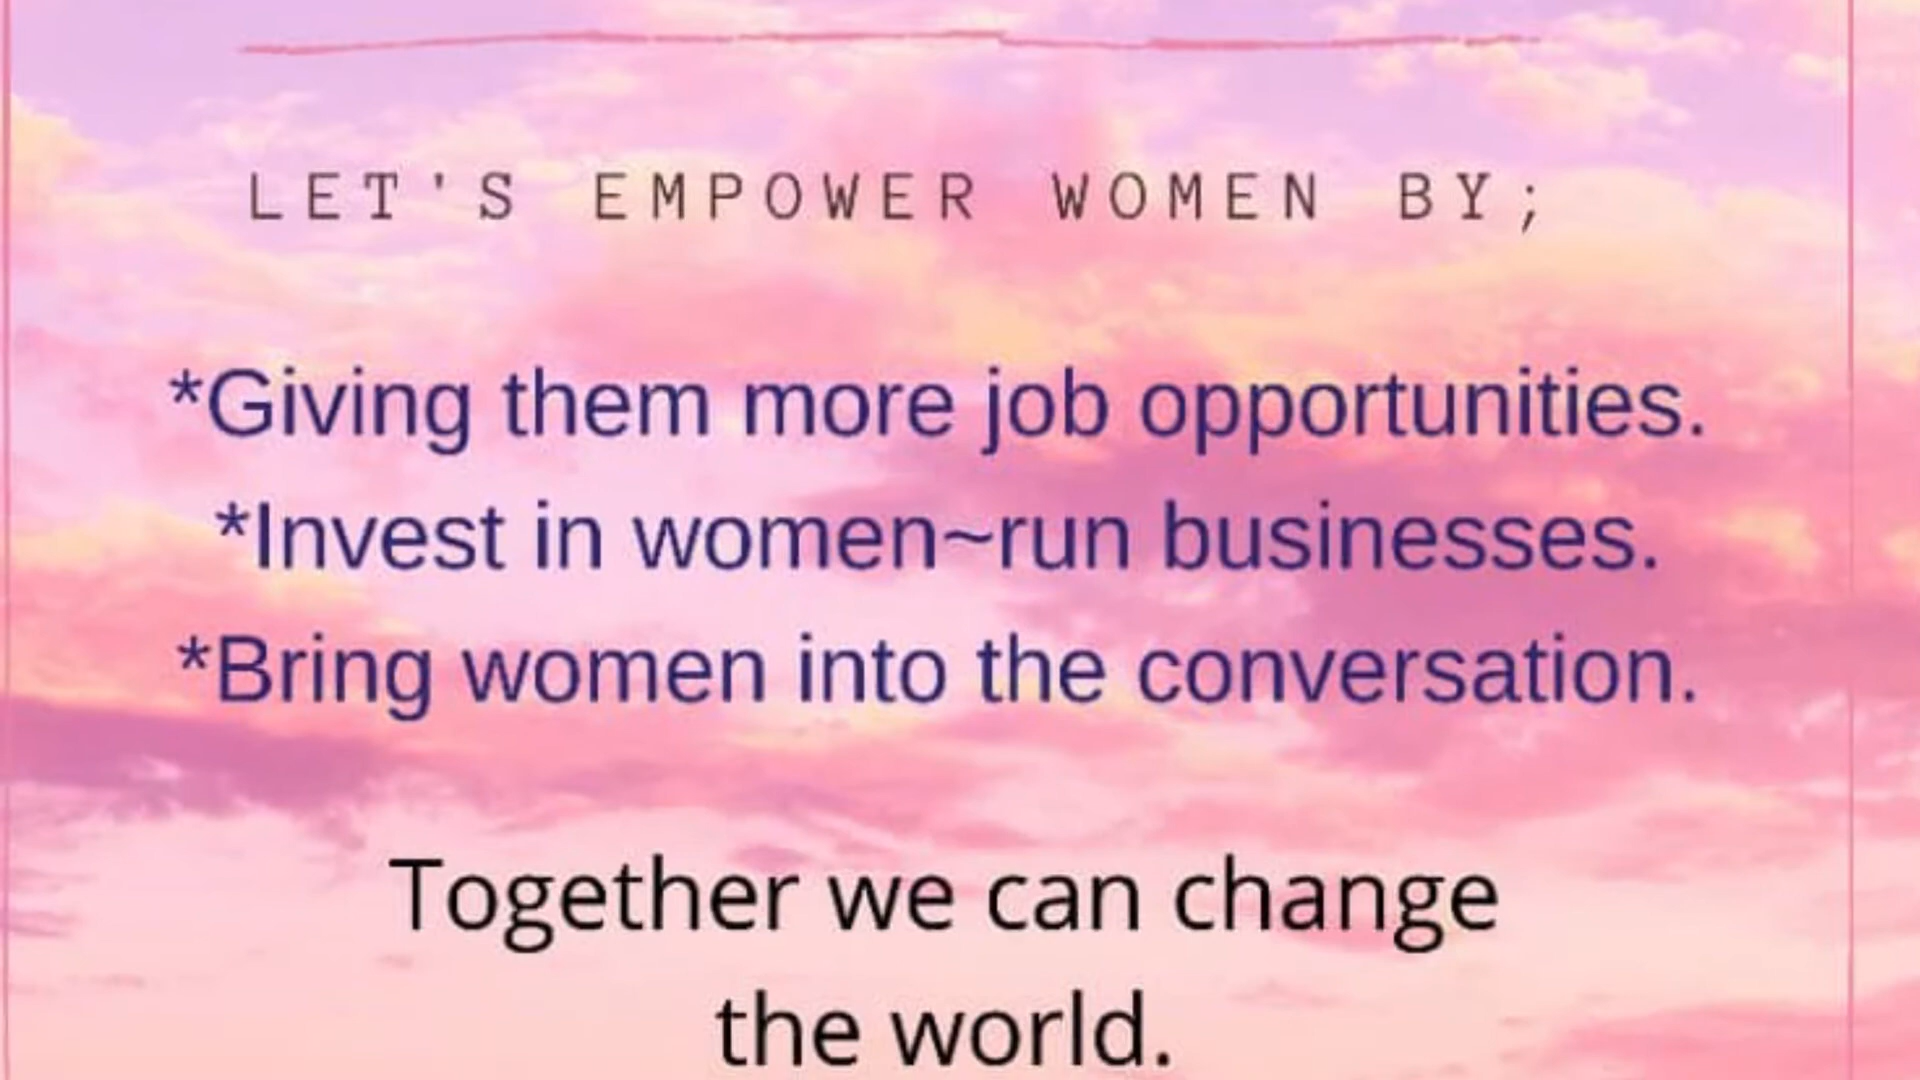 LET'S EMPOWER WOMEN BY;
*Giving them more job opportunities.
*Invest in women~run businesses.
*Bring women into the conversation.
Together we can change
the world.